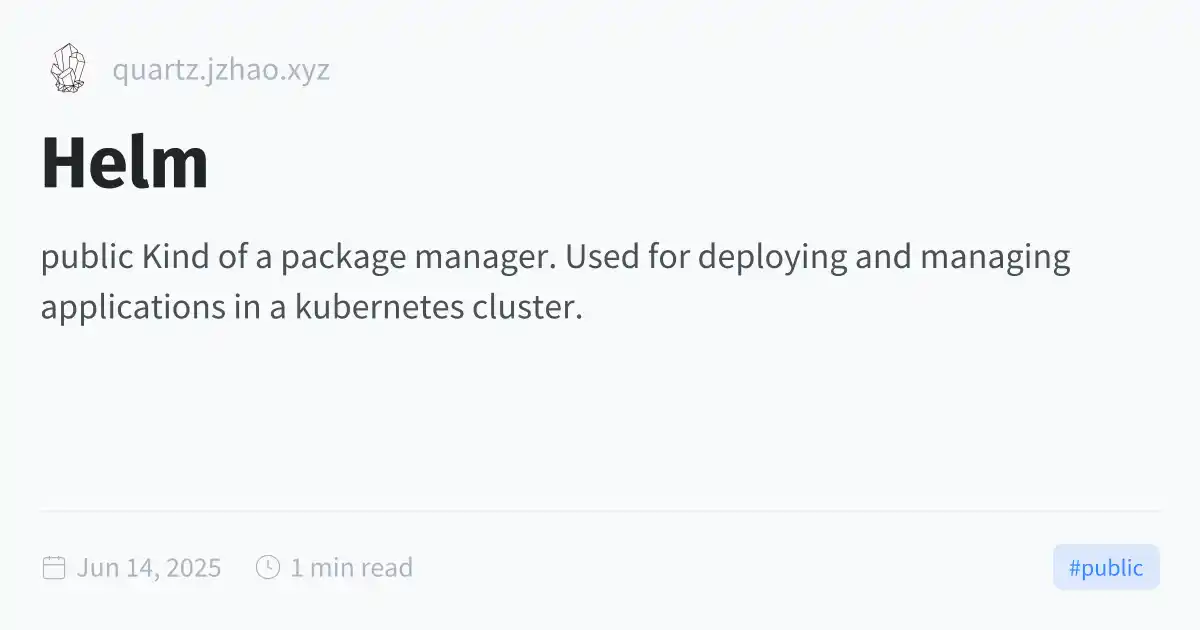 quartz.jzhao.xyz
Helm
public Kind of a package manager. Used for deploying and managing
applications in a kubernetes cluster.
Jun 14, 2025 1 min read #public